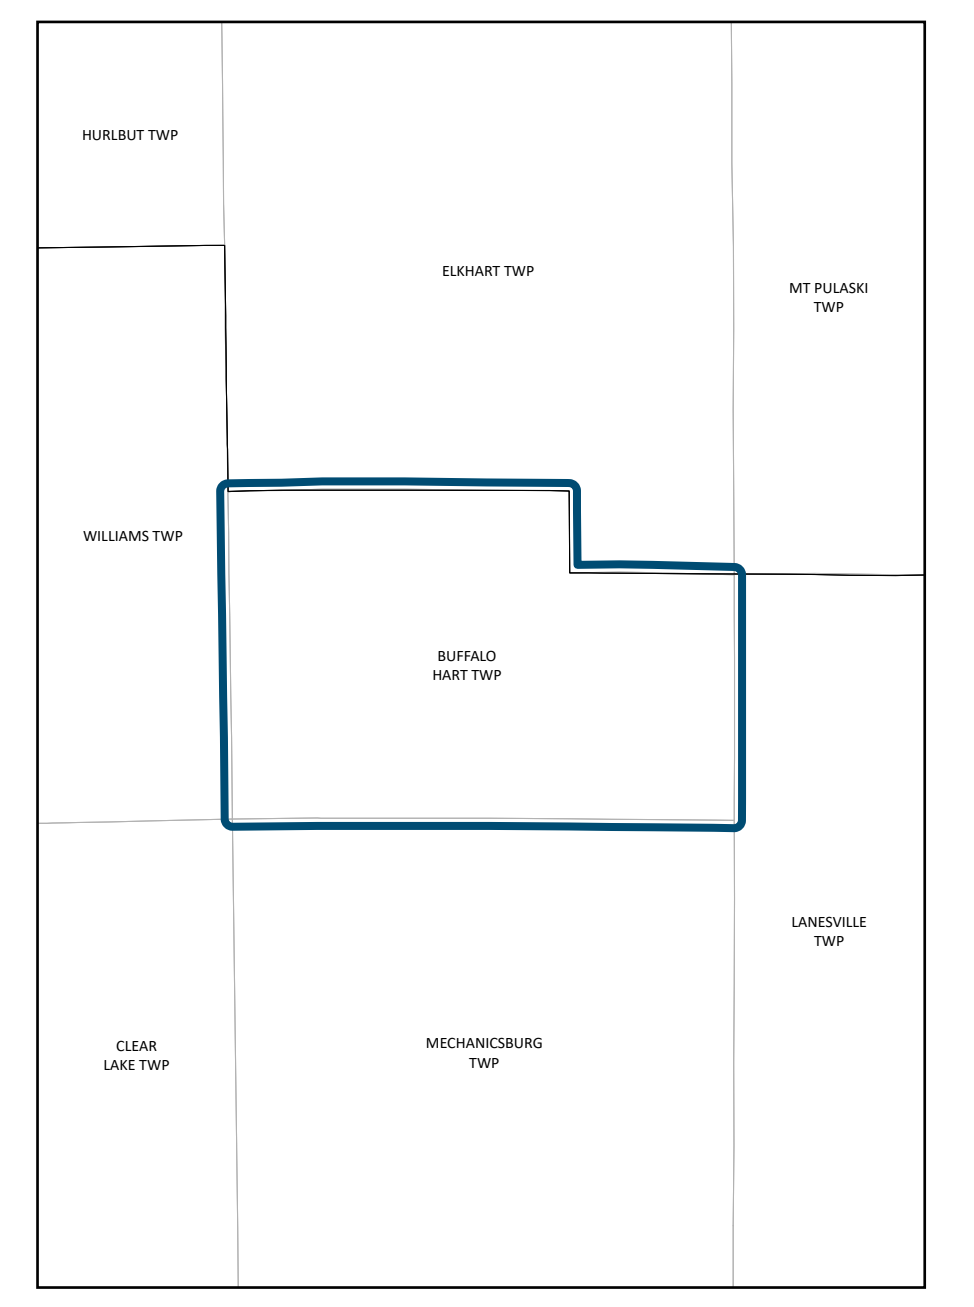 HURLBUT TWP
ELKHART TWP
MT PULASKI
TWP
WILLIAMS TWP
BUFFALO
HART TWP
LANESVILLE
TWP
CLEAR
LAKE TWP
MECHANICSBURG
TWP